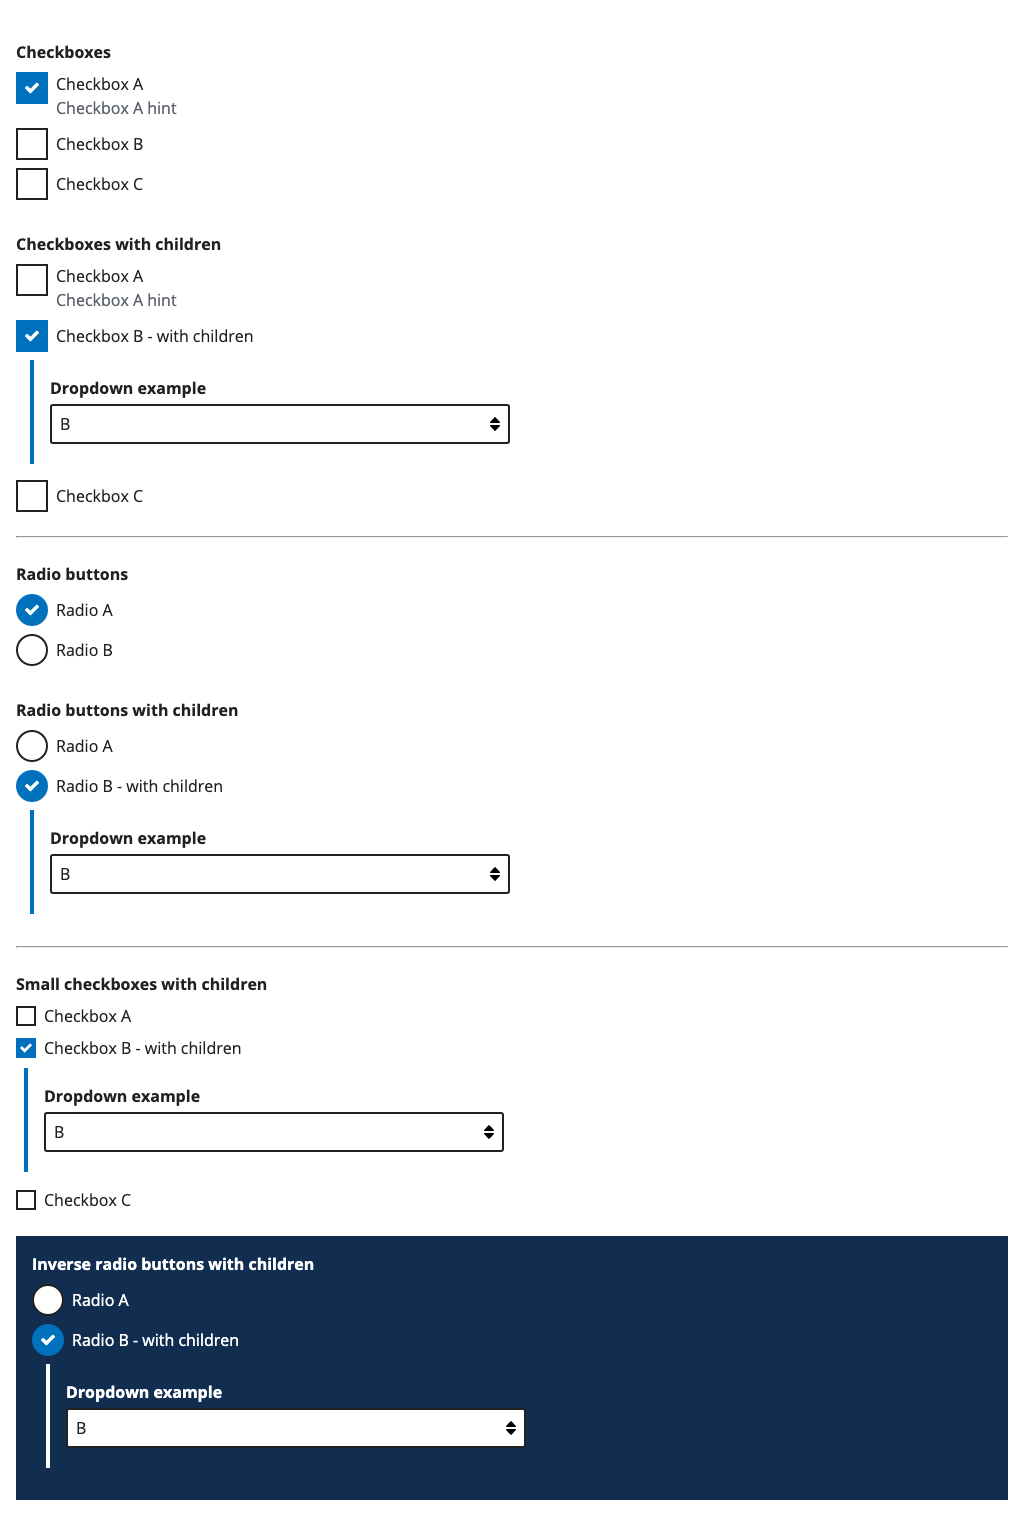 Checkboxes
Checkbox A
Checkbox A hint
Checkbox B
Checkbox C
Checkboxes with children
Checkbox A
Checkbox A hint
Checkbox B - with children
Dropdown example
B
Checkbox C
Radio buttons
Radio A
Radio B
Radio buttons with children
Radio A
Radio B - with children
Dropdown example
B
Small checkboxes with children
Checkbox A
Checkbox B - with children
Dropdown example
B
Checkbox C
Inverse radio buttons with children
Radio A
Radio B - with children
Dropdown example
B